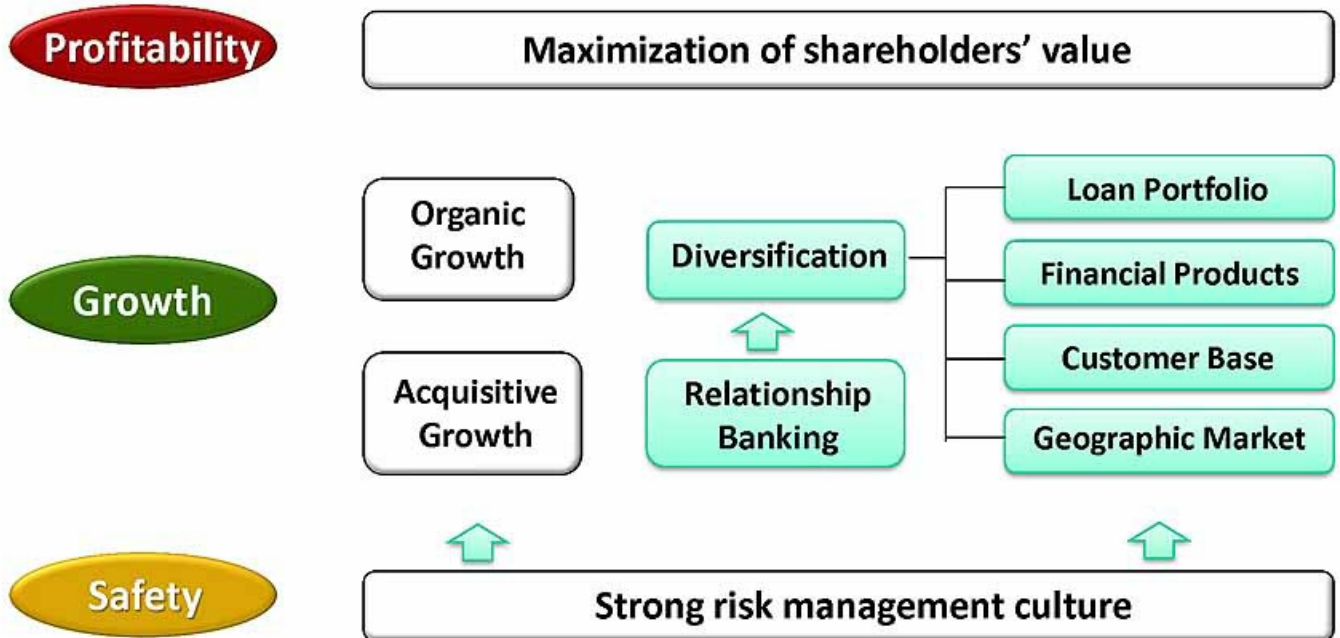 Profitability
Maximization of shareholders’ value
Growth
Organic
Growth
Acquisitive
Growth
Diversification
Relationship
Banking
Loan Portfolio
Financial Products
Customer Base
Geographic Market
Safety
Strong risk management culture